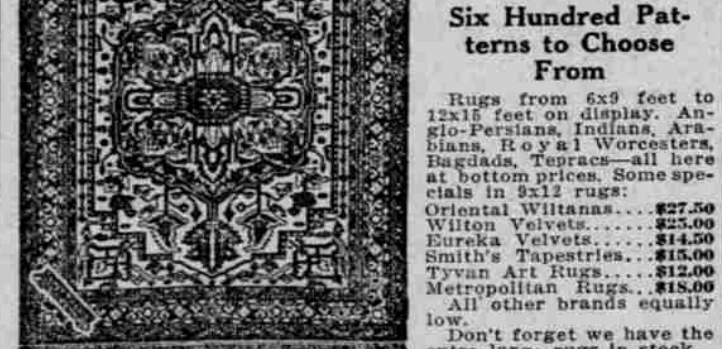 Six Hundred Pat-
terns to Choose
From
Rugs from 6x9 feet to
12x15 feet on display. An-
glo-Persians, Indians, Ara-
bians, Royal Worcesters,
Bagdads, Tepracs—all here
at bottom prices. Some spe-
cials in 9x12 rugs:
Oriental Wiltanas....$27.50
Wilton Velvets......$25.00
Eureka Velvets......$14.50
Smith's Tapestries...$15.00
Tyvan Art Rugs.....$12.00
Metropolitan Rugs...$18.00
All other brands equally
low.
Don't forget we have the
rugs in stock